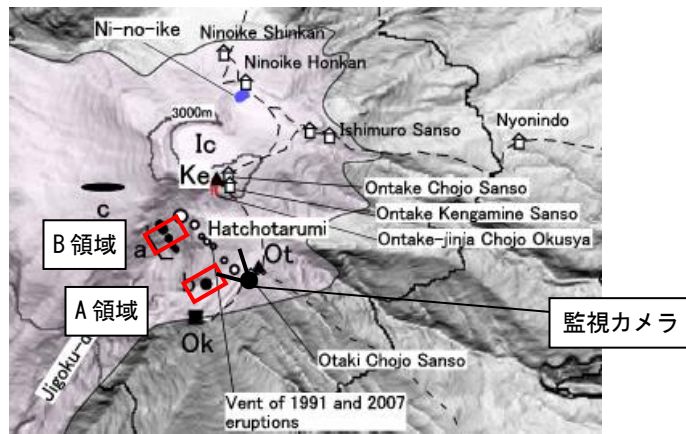 Ni-no-ike
Ninoike Shinkan
Ninoike Honkan
3000m
Ic
Ishimuro Sanso
Nyonindo
Ke
Ontake Chojo Sanso
Ontake Kengamine Sanso
Ontake-jinja Chojo Okusya
c
Hatchotarumi
B領域
a
Ot
A領域
監視カメラ
Ok
Otaki Chojo Sanso
Vent of 1991 and 2007
eruptions